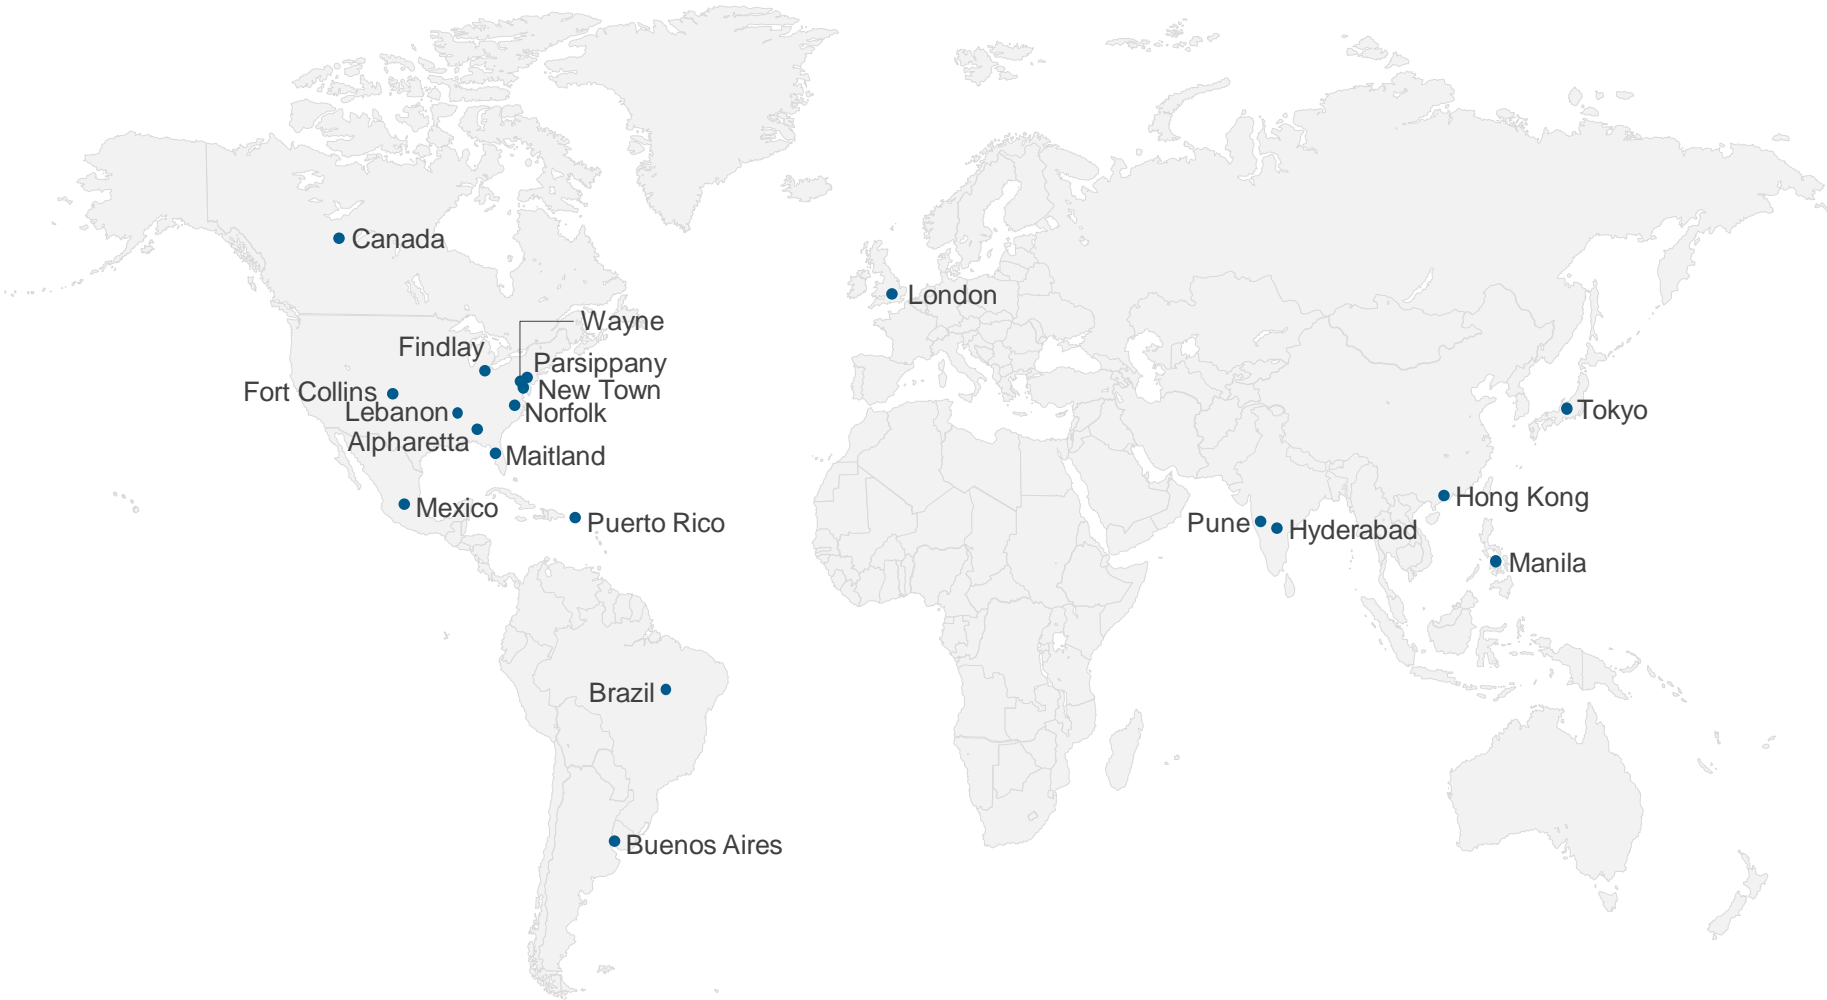 Canada
London
Wayne
Findlay
Parsippany
New Town
Fort Collins
Lebanon
Norfolk
Tokyo
Alpharetta
Maitland
Hong Kong
Mexico
Puerto Rico
Pune
Hyderabad
Manila
Brazil
Buenos Aires